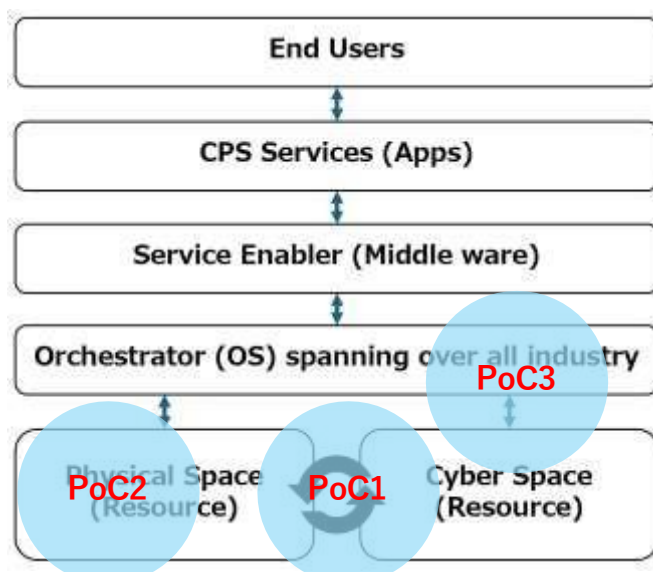 End Users
CPS Services (Apps)
Service Enabler (Middle ware)
Orchestrator (OS) spanning over all industry
PoC3
Physical Space
(Resource)
PoC2
PoC1
Cyber Space
(Resource)